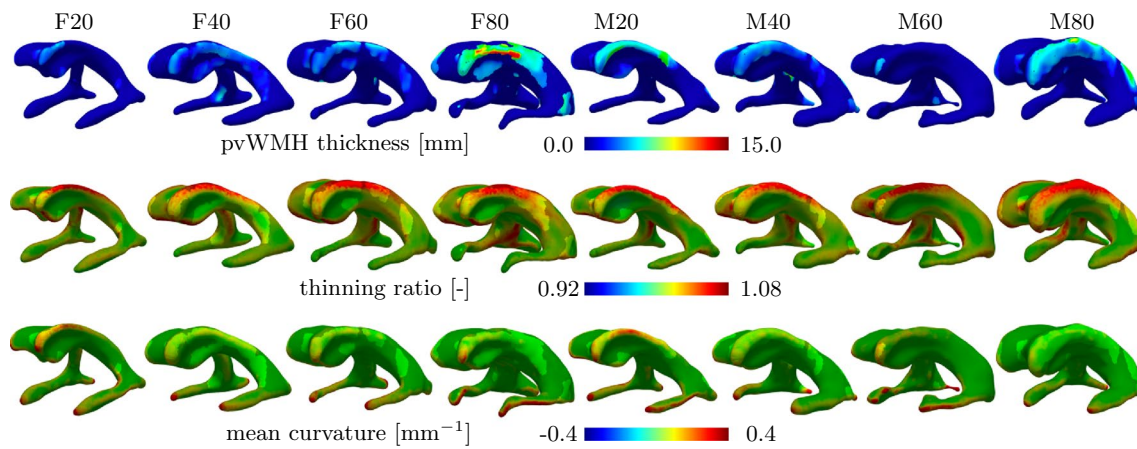 F20 F40 F60 F80 M20 M40 M60 M80
pvWMH thickness [mm] 0.0 15.0
thinning ratio [-] 0.92 1.08
mean curvature [mm⁻¹] -0.4 0.4